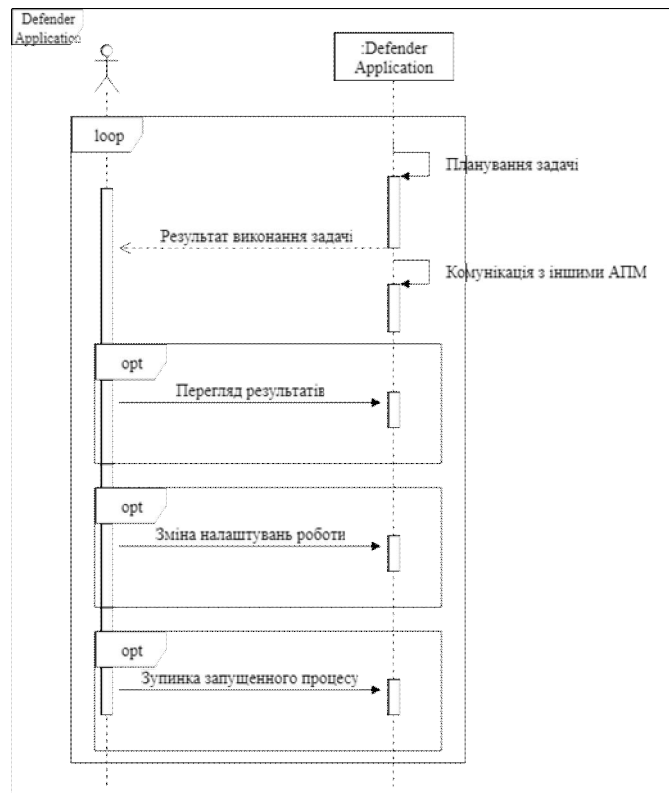 Defender
Application
:Defender
Application
loop
Планування задачі
Результат виконання задачі
Комунікація з іншими АПМ
opt
Перегляд результатів
opt
Зміна налаштувань роботи
opt
Зупинка запущенного процесу